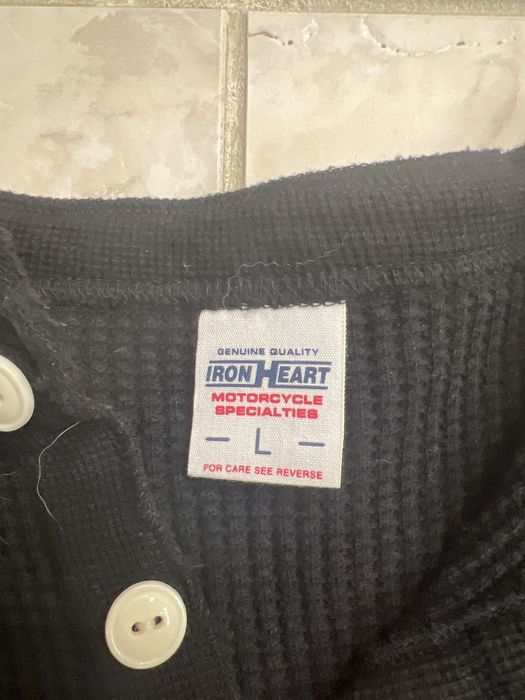 GENUINE QUALITY
IRON HEART
MOTORCYCLE
SPECIALTIES
- L -
FOR CARE SEE REVERSE